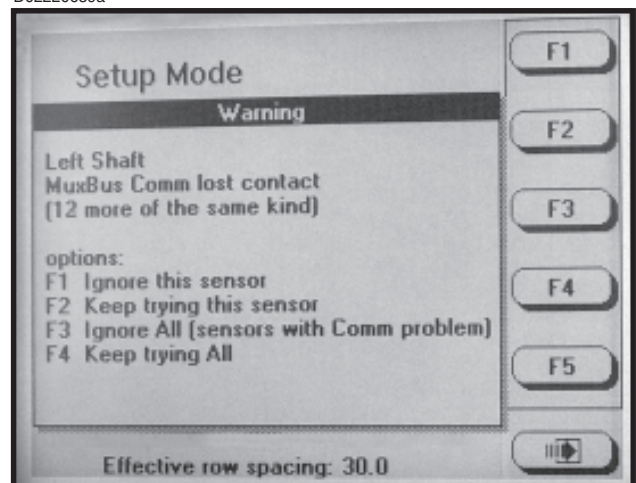 Setup Mode
Warning
Left Shaft
MuxBus Comm lost contact
(12 more of the same kind)
options:
F1 Ignore this sensor
F2 Keep trying this sensor
F3 Ignore All (sensors with Comm problem)
F4 Keep trying All
Effective row spacing: 30.0
F1
F2
F3
F4
F5